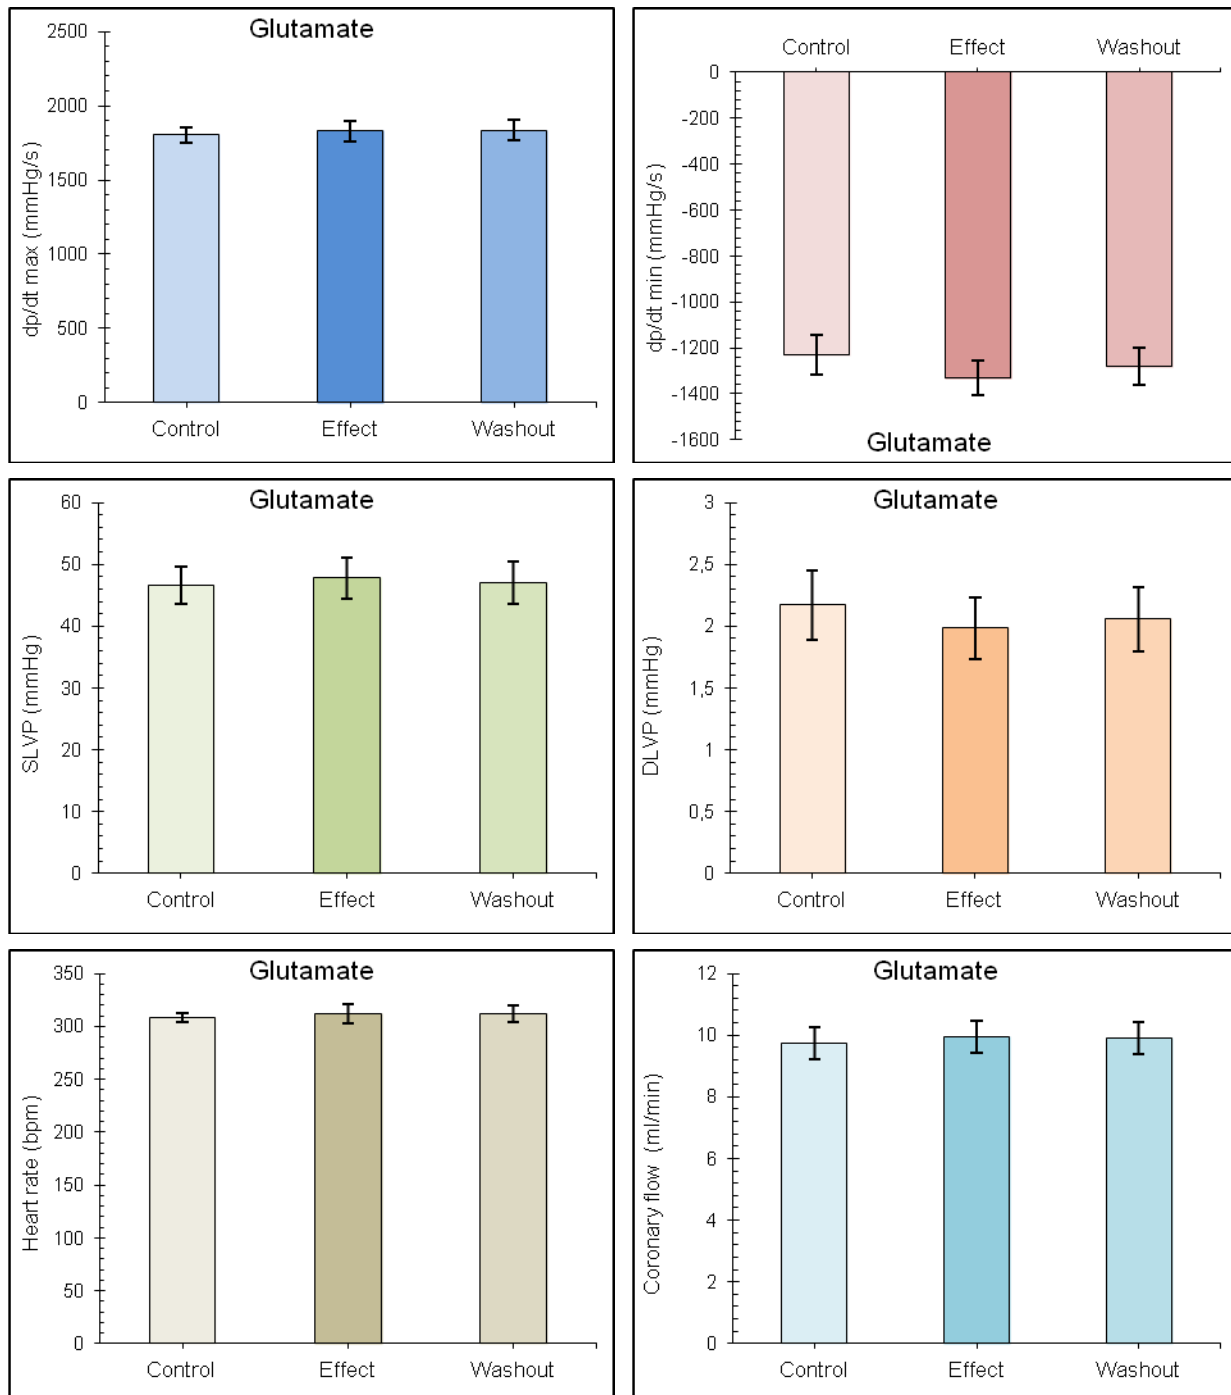 Glutamate
dp/dt max (mmHg/s)
2500
2000
1500
1000
500
0
Control Effect Washout
Control Effect Washout
dp/dt min (mmHg/s)
0
-200
-400
-600
-800
-1000
-1200
-1400
-1600
Glutamate
Glutamate
SLVP (mmHg)
60
50
40
30
20
10
0
Control Effect Washout
Glutamate
DLVP (mmHg)
3
2,5
2
1,5
1
0,5
0
Control Effect Washout
Glutamate
Heart rate (bpm)
350
300
250
200
150
100
50
0
Control Effect Washout
Glutamate
Coronary flow (ml/min)
12
10
8
6
4
2
0
Control Effect Washout